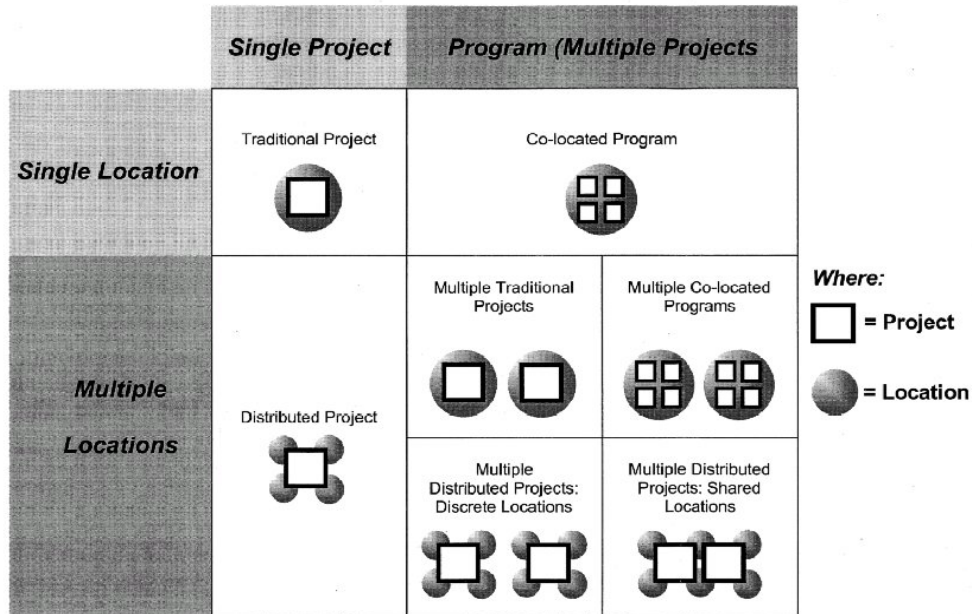 Single Project
Program (Multiple Projects
Single Location
Traditional Project
Co-located Program
Multiple
Locations
Distributed Project
Multiple Traditional
Projects
Multiple Co-located
Programs
Multiple
Distributed Projects:
Discrete Locations
Multiple Distributed
Projects: Shared
Locations
Where:
= Project
= Location